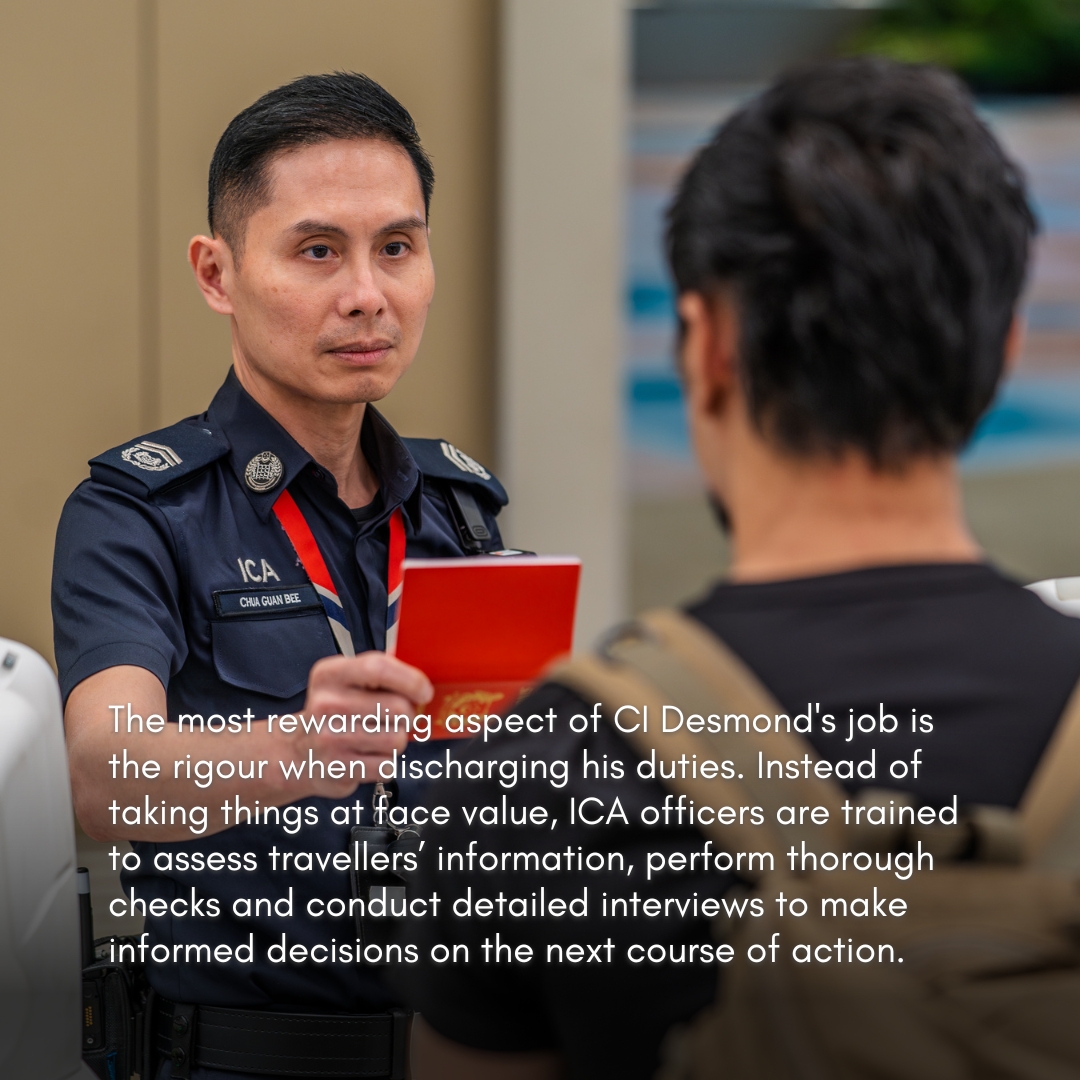 ICA
CHUA GUAN BEE
The most rewarding aspect of CI Desmond's job is
the rigour when discharging his duties. Instead of
taking things at face value, ICA officers are trained
to assess travellers’ information, perform thorough
checks and conduct detailed interviews to make
informed decisions on the next course of action.